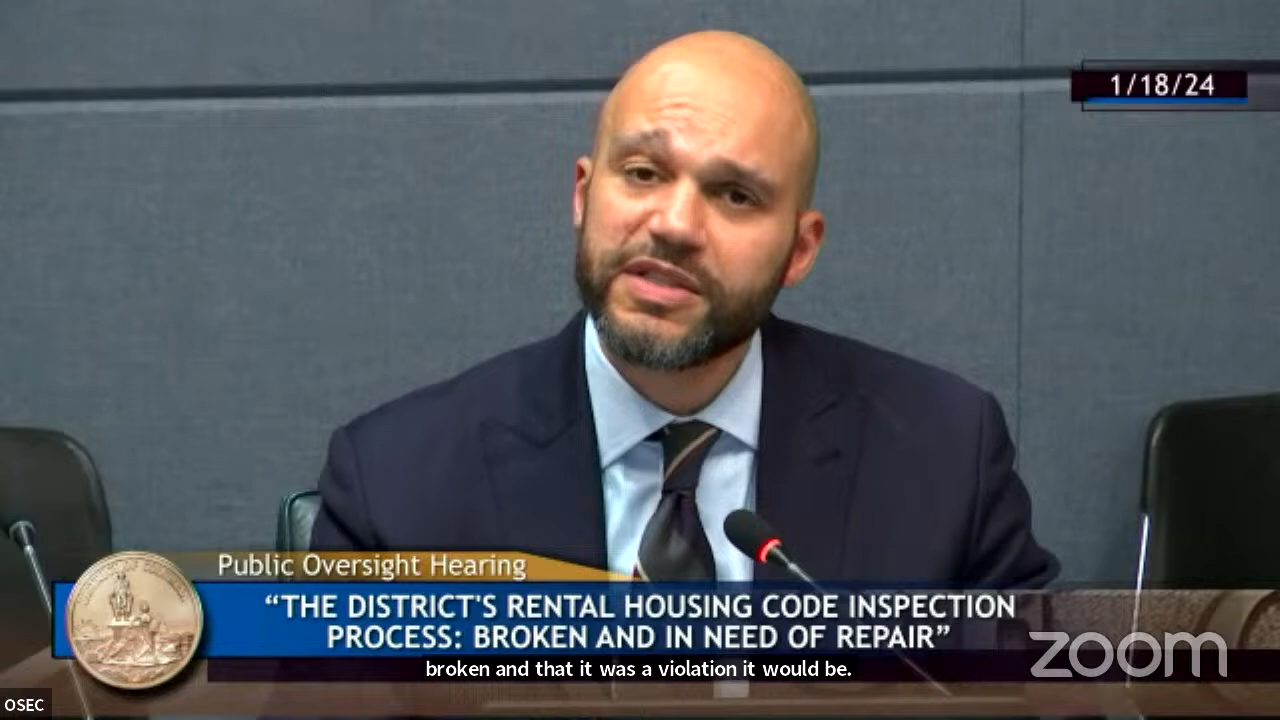 1/18/24
Public Oversight Hearing
“THE DISTRICT'S RENTAL HOUSING CODE INSPECTION
PROCESS: BROKEN AND IN NEED OF REPAIR”
broken and that it was a violation it would be.
zoom
OSEC